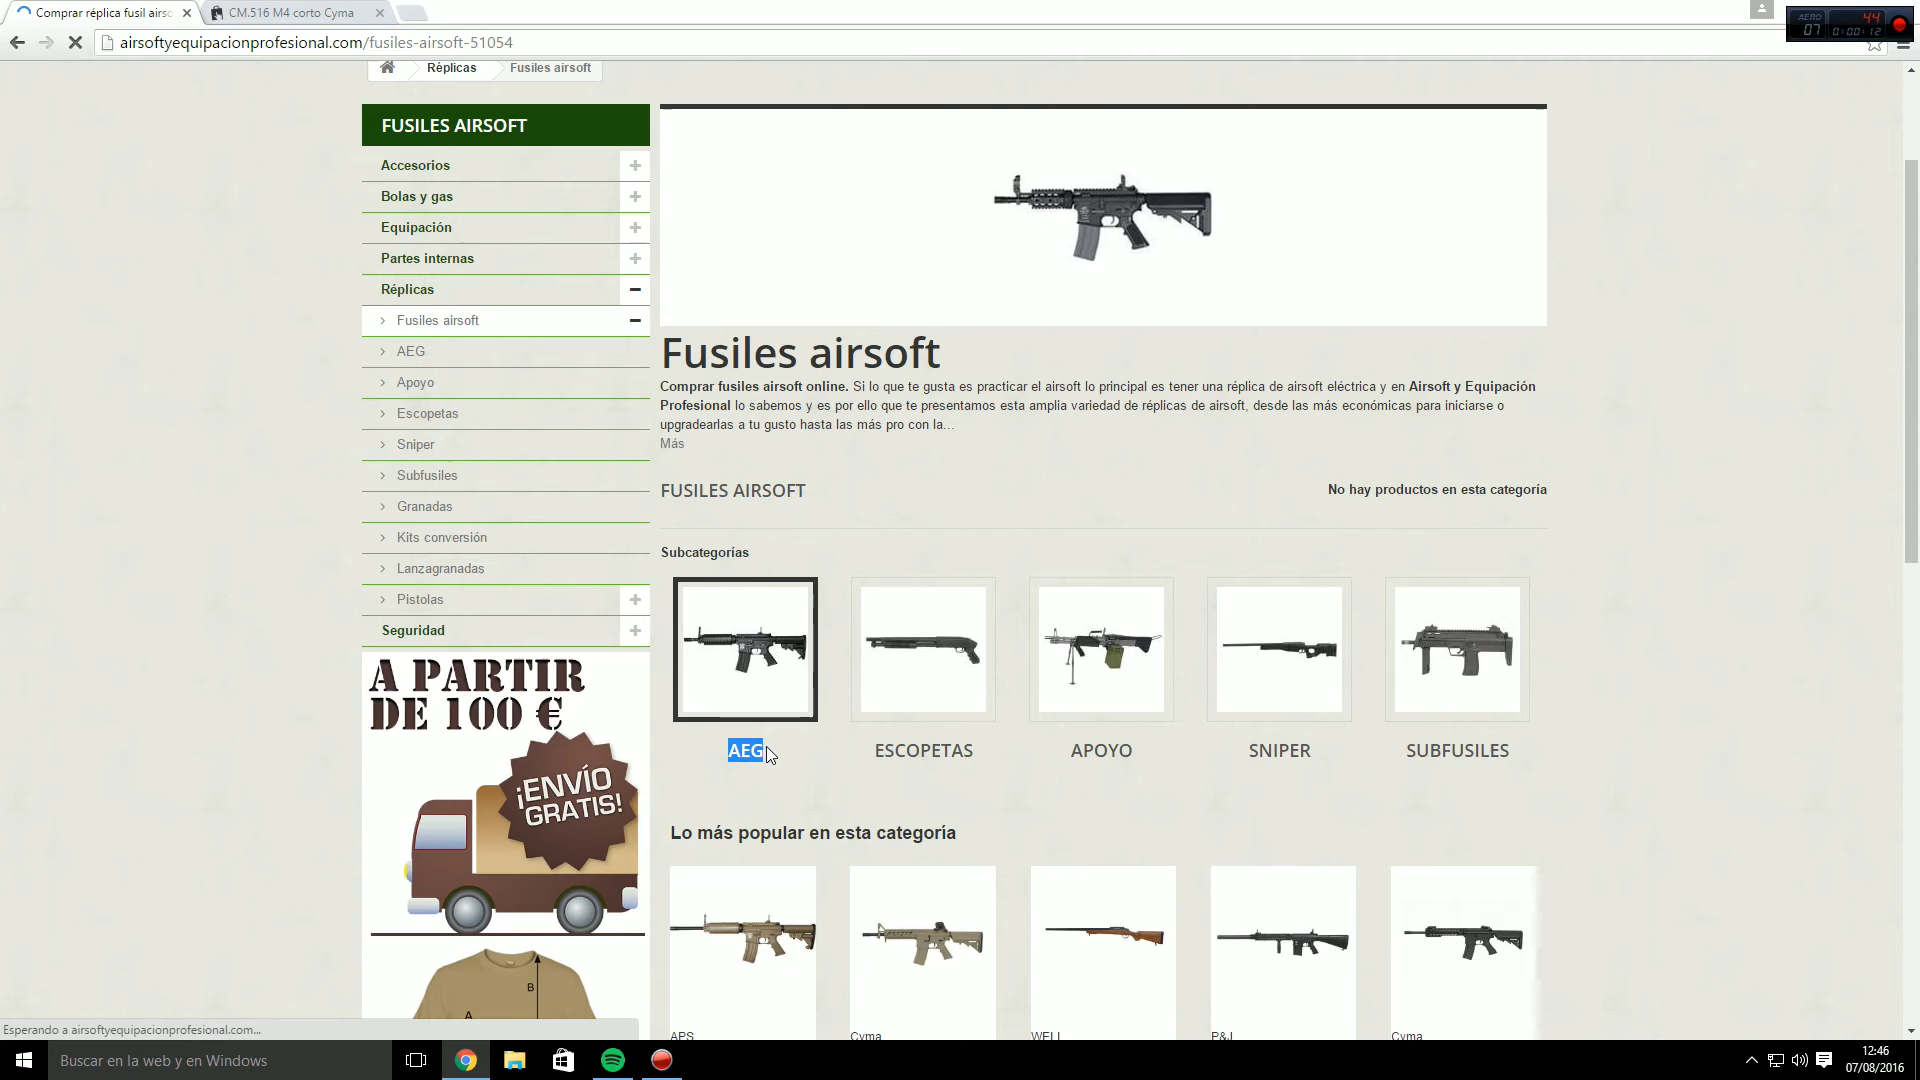 Comprar réplica fusil airso
CM.516 M4 corto Cyma
AERO
07
44
0:00:12
airsoftyequipacionprofesional.com/fusiles-airsoft-51054
Réplicas
Fusiles airsoft
FUSILES AIRSOFT
Accesorios
Bolas y gas
Equipación
Partes internas
Réplicas
Fusiles airsoft
AEG
Apoyo
Escopetas
Sniper
Subfusiles
Granadas
Kits conversión
Lanzagranadas
Pistolas
Seguridad
A PARTIR
DE 100 €
¡ENVÍO
GRATIS!
B
A
Fusiles airsoft
Comprar fusiles airsoft online. Si lo que te gusta es practicar el airsoft lo principal es tener una réplica de airsoft eléctrica y en Airsoft y Equipación
Profesional lo sabemos y es por ello que te presentamos esta amplia variedad de réplicas de airsoft, desde las más económicas para iniciarse o
upgradearlas a tu gusto hasta las más pro con la...
Más
FUSILES AIRSOFT
No hay productos en esta categoría
Subcategorías
AEG
ESCOPETAS
APOYO
SNIPER
SUBFUSILES
Lo más popular en esta categoría
APS
Cyma
WELL
P&J
Cyma
Esperando a airsoftyequipacionprofesional.com...
Buscar en la web y en Windows
12:46
07/08/2016